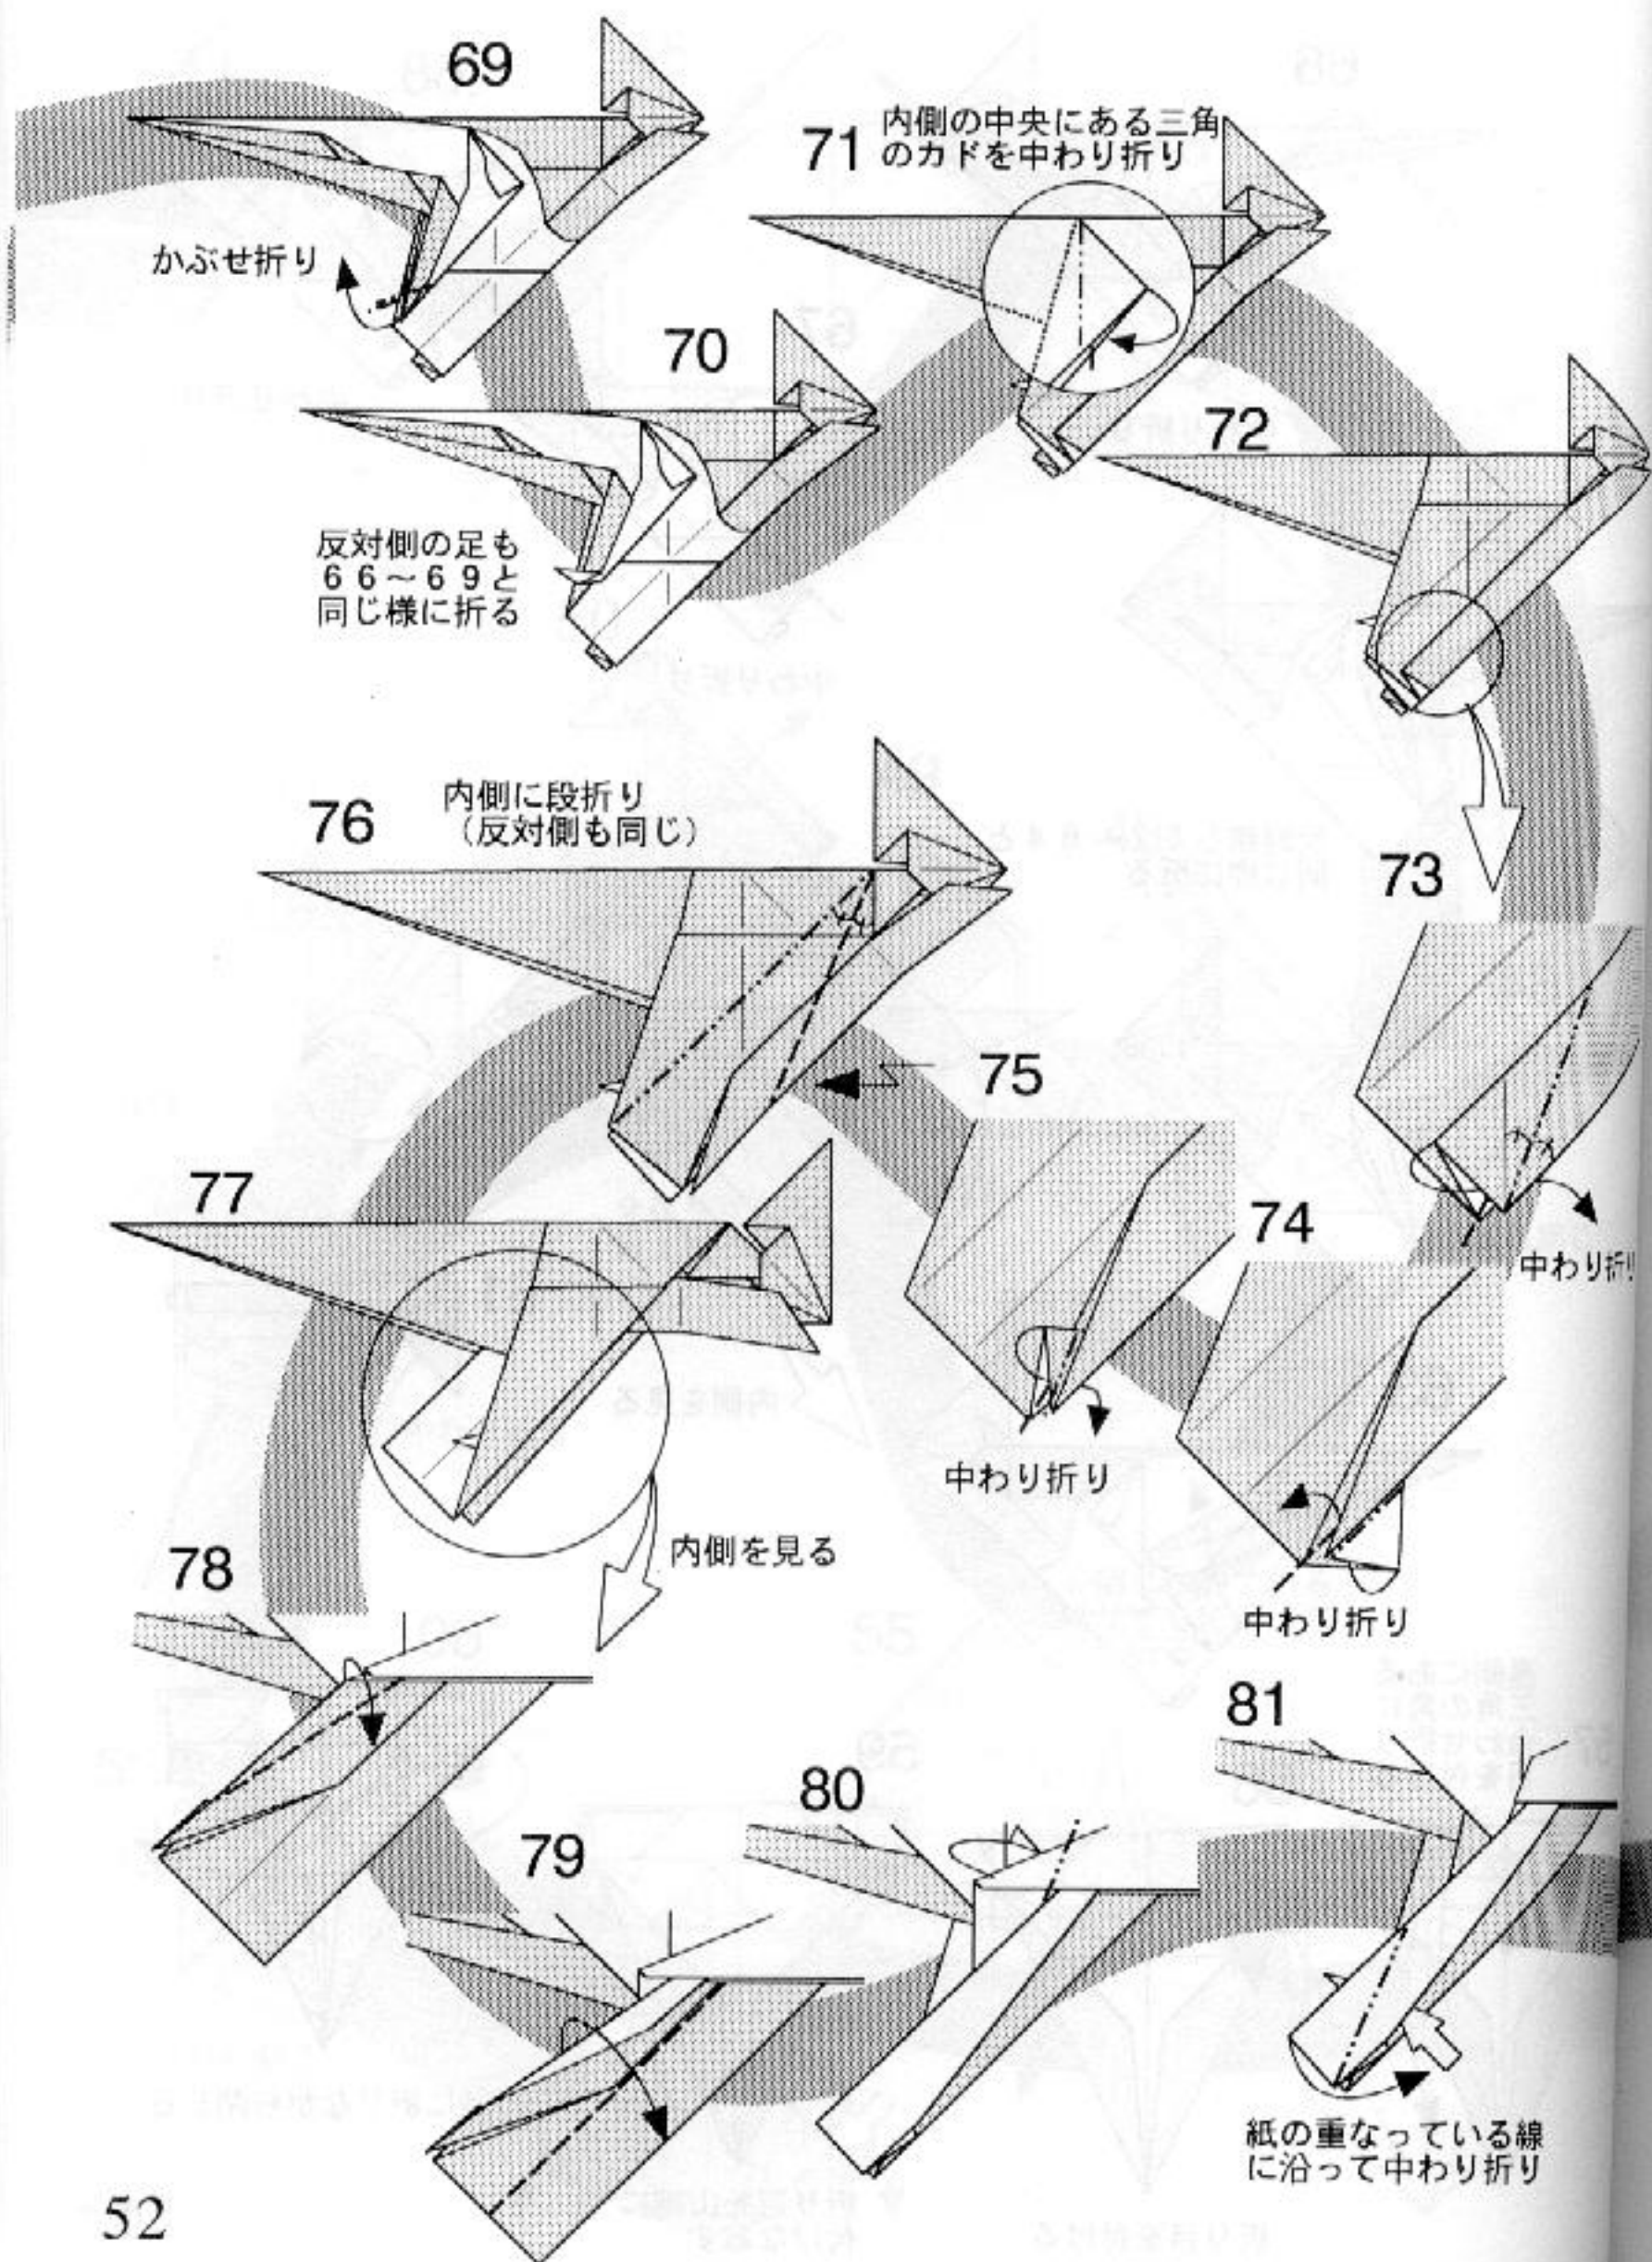 69
かぶせ折り
70
反対側の足も
６６～６９と
同じ様に折る
71
内側の中央にある三角
のカドを中わり折り
72
73
中わり折り
74
中わり折り
75
中わり折り
76
内側に段折り
（反対側も同じ）
77
内側を見る
78
79
80
81
紙の重なっている線
に沿って中わり折り
52